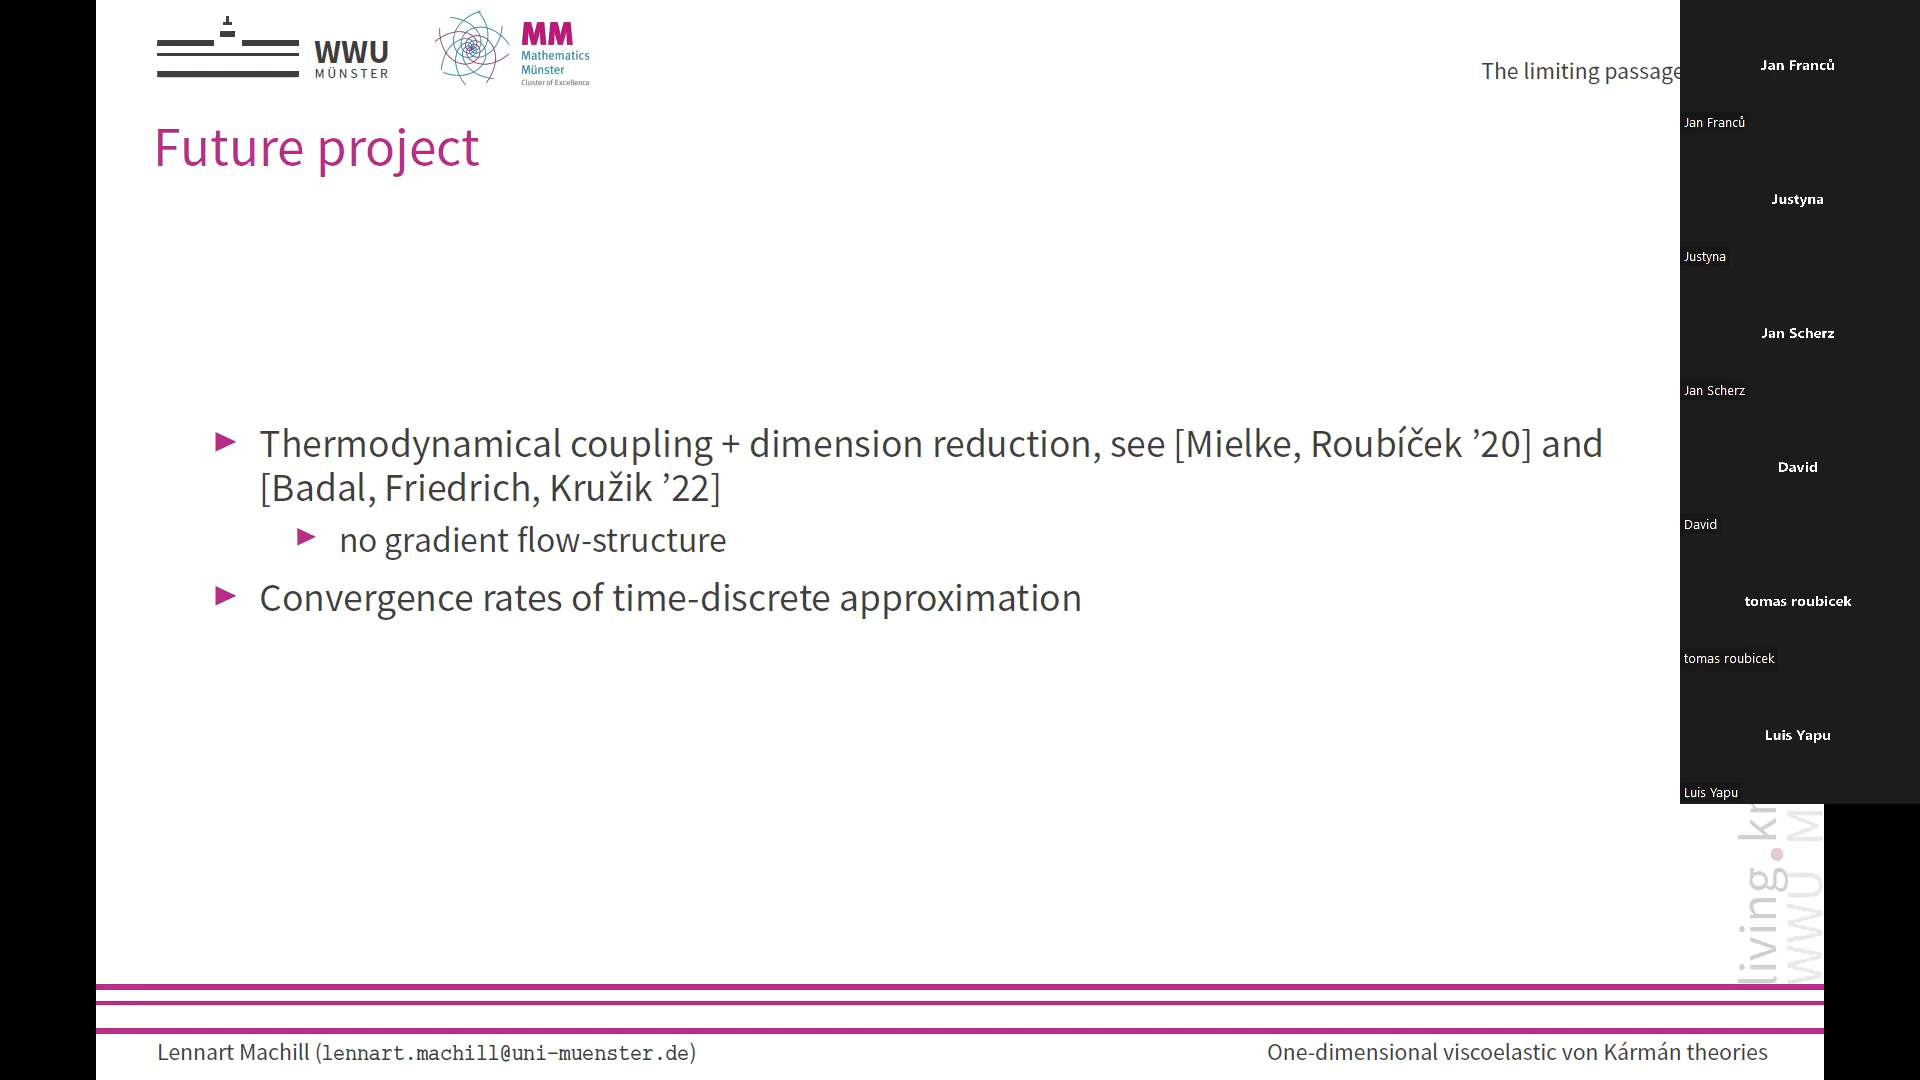 WWU
MÜNSTER
MM
Mathematics
Münster
Cluster of Excellence
The limiting passage
Future project
Thermodynamical coupling + dimension reduction, see [Mielke, Roubíček ’20] and
[Badal, Friedrich, Kružík ’22]
no gradient flow-structure
Convergence rates of time-discrete approximation
Jan Franců
Jan Franců
Justyna
Justyna
Jan Scherz
Jan Scherz
David
David
tomas roubicek
tomas roubicek
Luis Yapu
Luis Yapu
living
WWU M
Lennart Machill (lennart.machill@uni-muenster.de)
One-dimensional viscoelastic von Kármán theories